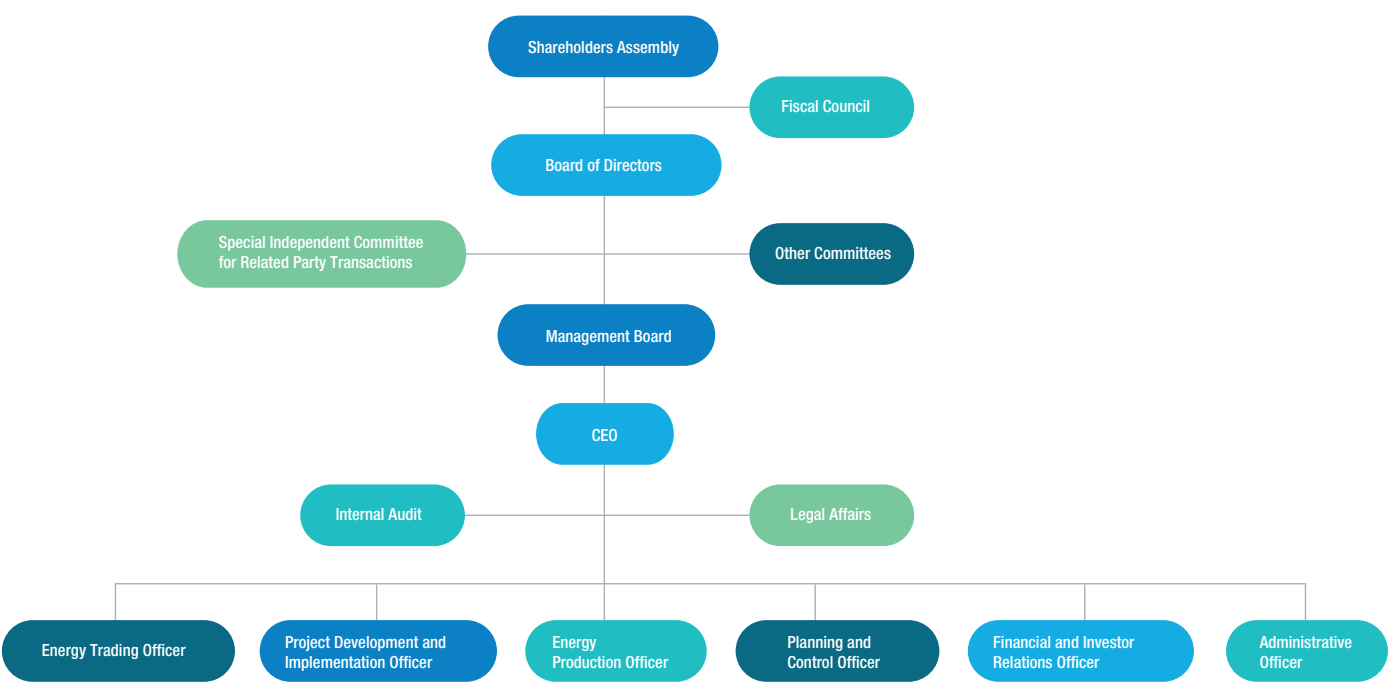 Shareholders Assembly
Fiscal Council
Board of Directors
Special Independent Committee
for Related Party Transactions
Other Committees
Management Board
CEO
Internal Audit
Legal Affairs
Energy Trading Officer
Project Development and
Implementation Officer
Energy
Production Officer
Planning and
Control Officer
Financial and Investor
Relations Officer
Administrative
Officer